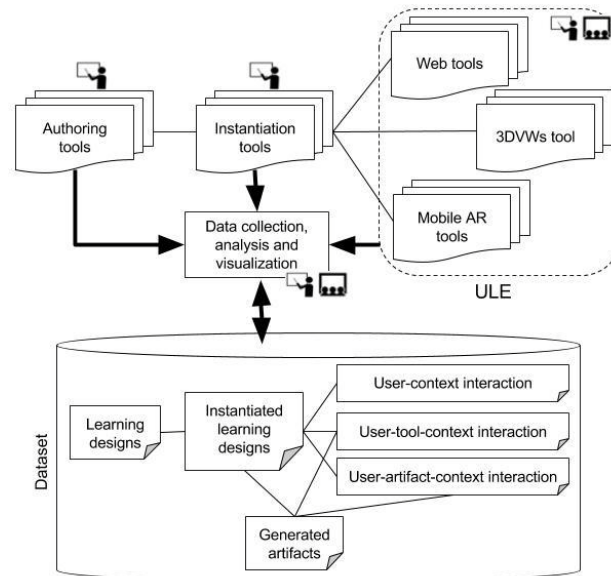 Web tools
Authoring
tools
Instantiation
tools
3DVWs tool
Mobile AR
tools
Data collection,
analysis and
visualization
ULE
Dataset
User-context interaction
Learning
designs
Instantiated
learning
designs
User-tool-context interaction
User-artifact-context interaction
Generated
artifacts